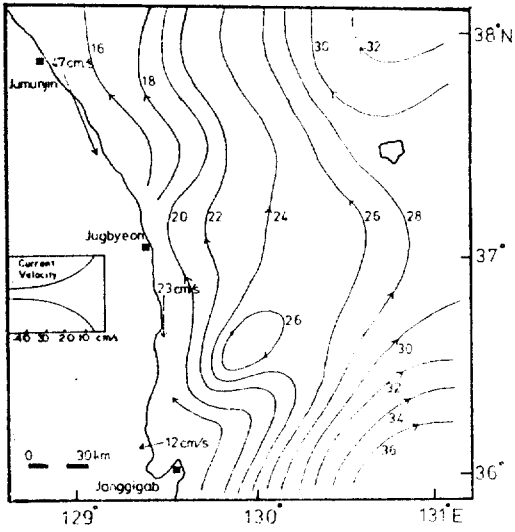 38°N
30
32
16
47cm/s
Jumunjin
18
20
22
24
26
28
Jugbyeon
37°
Current
Velocity
40 30 20 10 cm/s
23cm/s
26
30
32
34
36
12cm/s
0 30km
Janggigab
36°
129° 130° 131°E